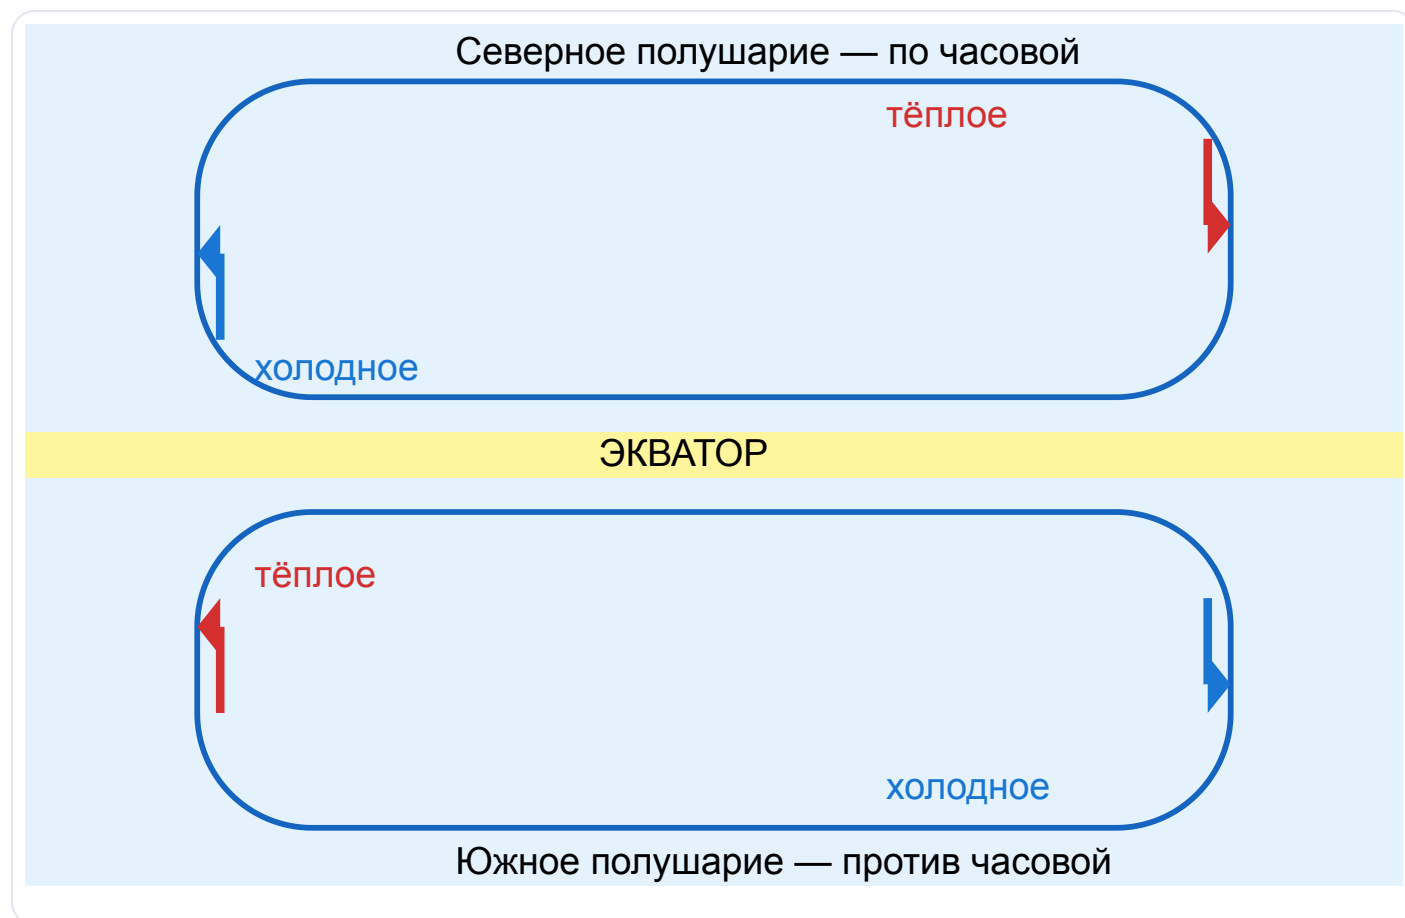 Северное полушарие — по часовой
тёплое
холодное
ЭКВАТОР
тёплое
холодное
Южное полушарие — против часовой